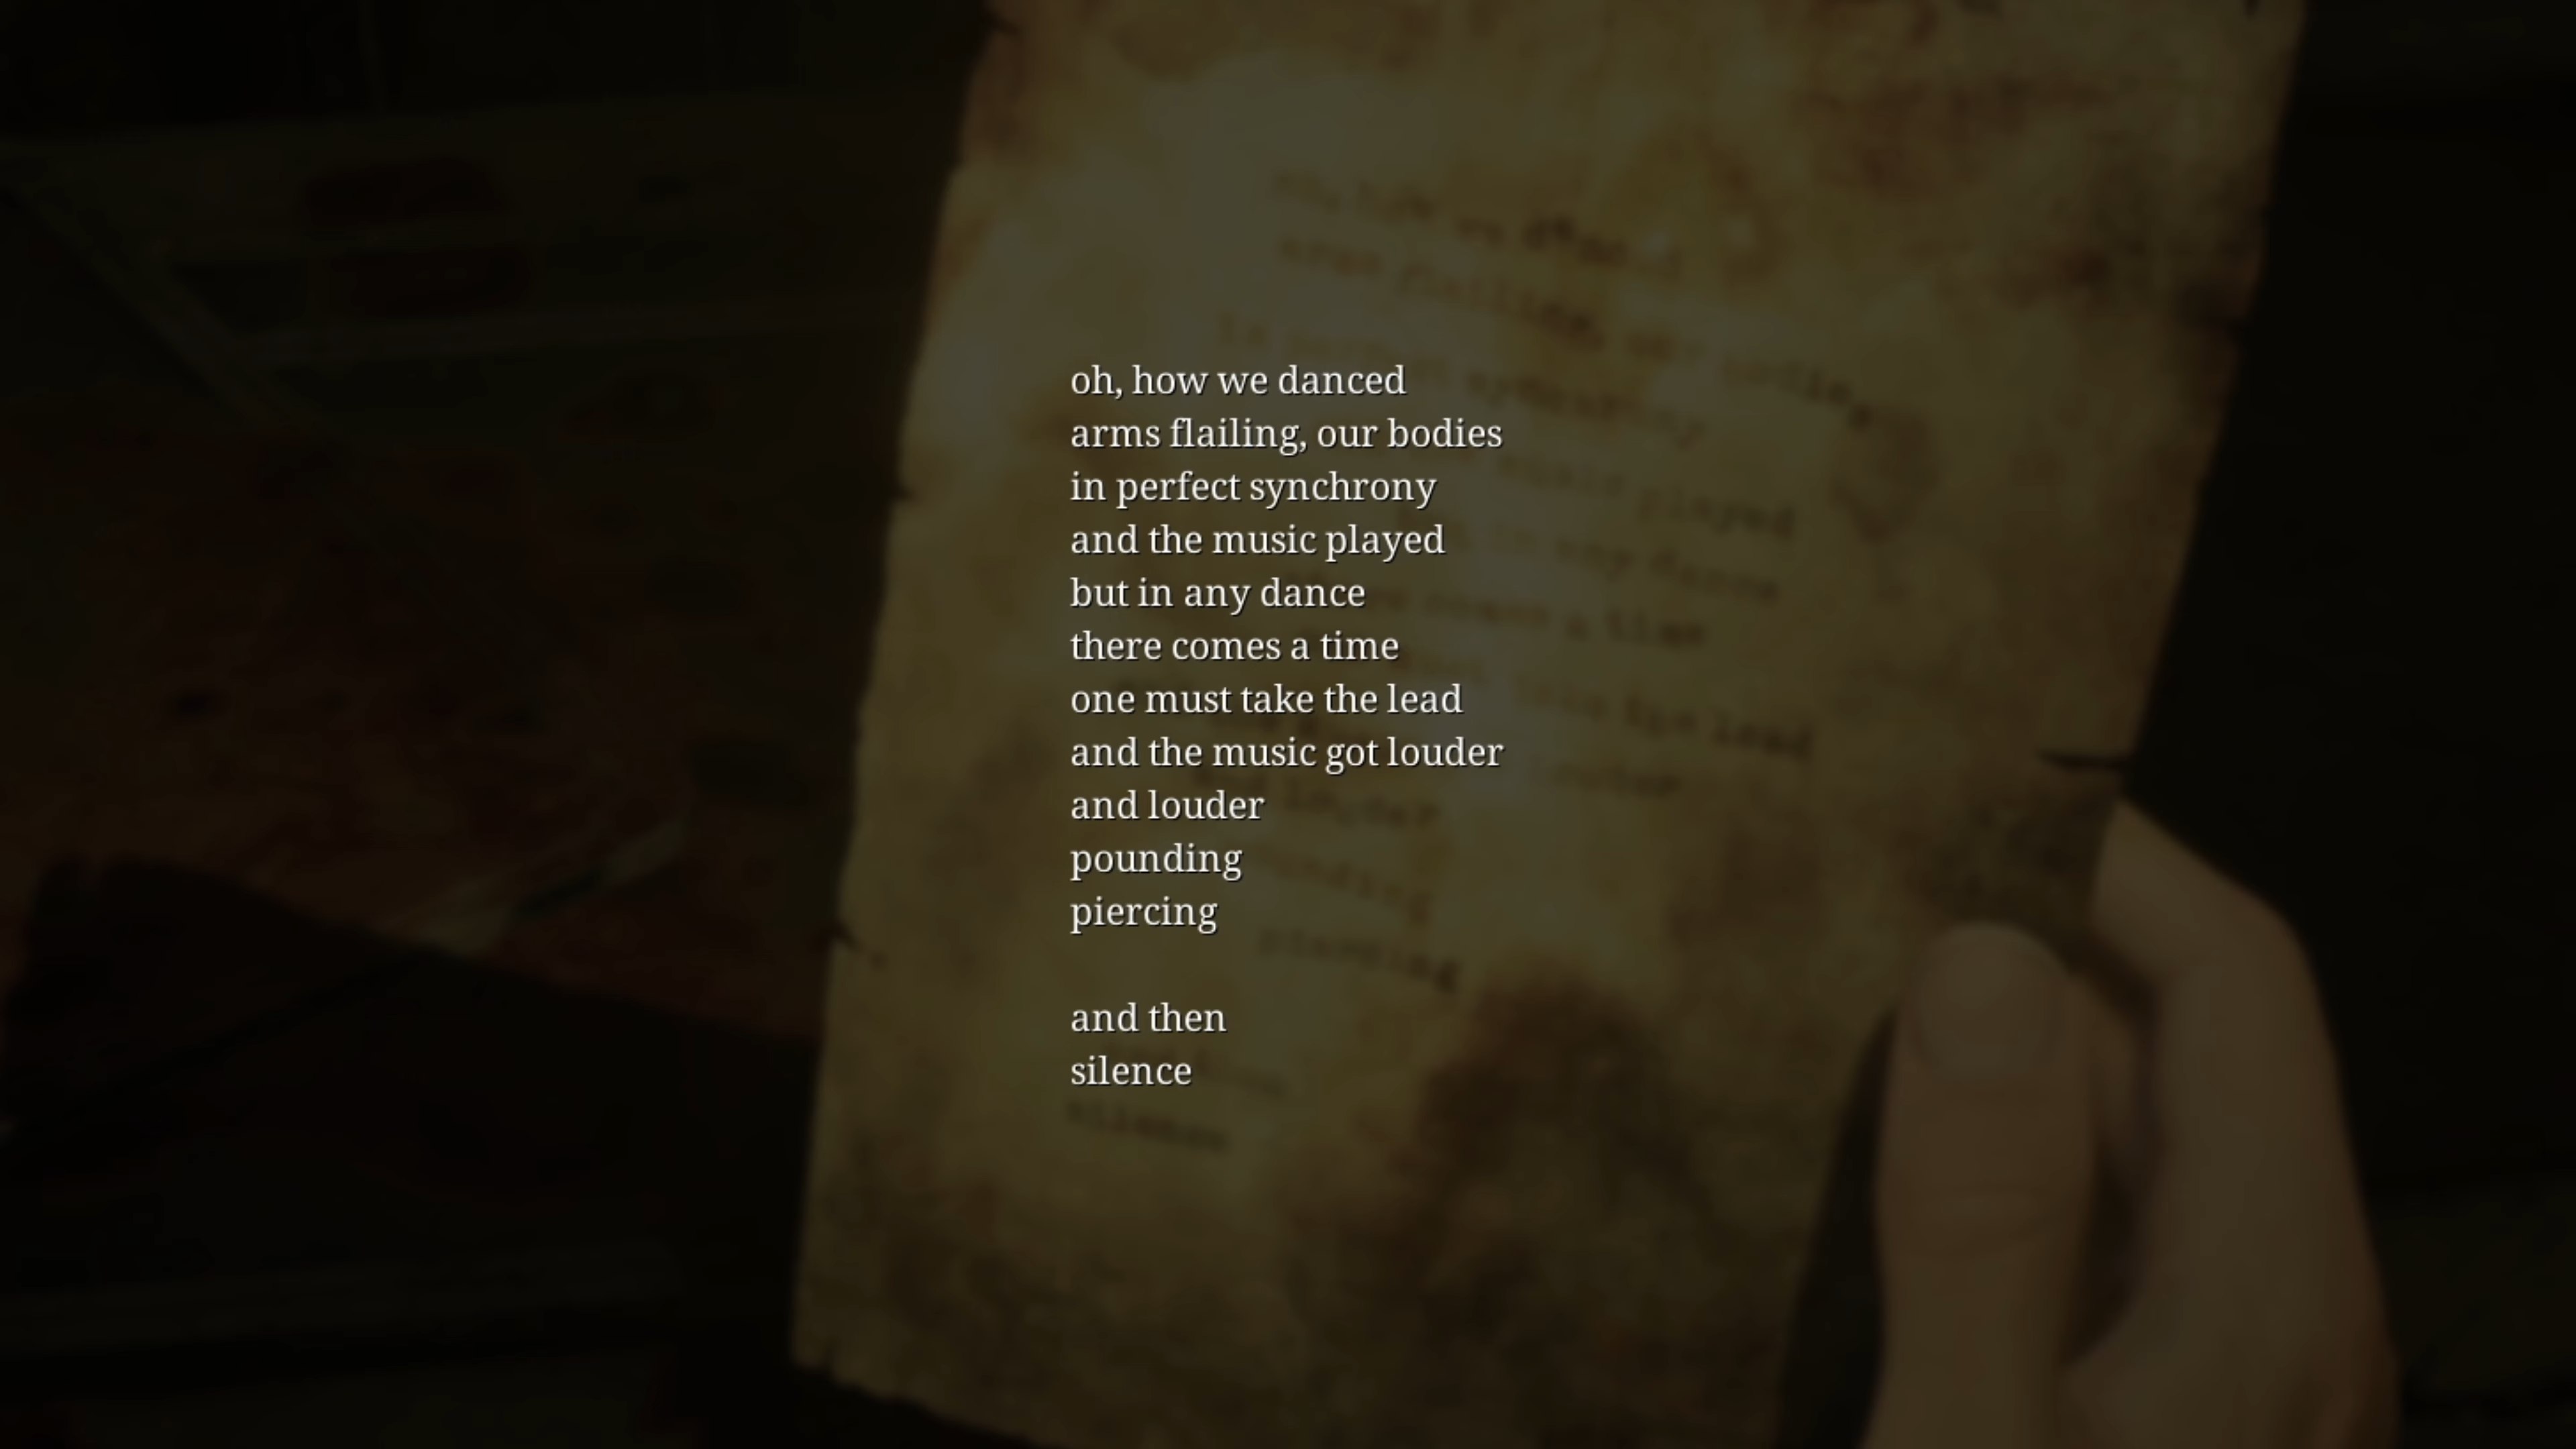 oh, how we danced
arms flailing, our bodies
in perfect synchrony
and the music played
but in any dance
there comes a time
one must take the lead
and the music got louder
and louder
pounding
piercing

and then
silence